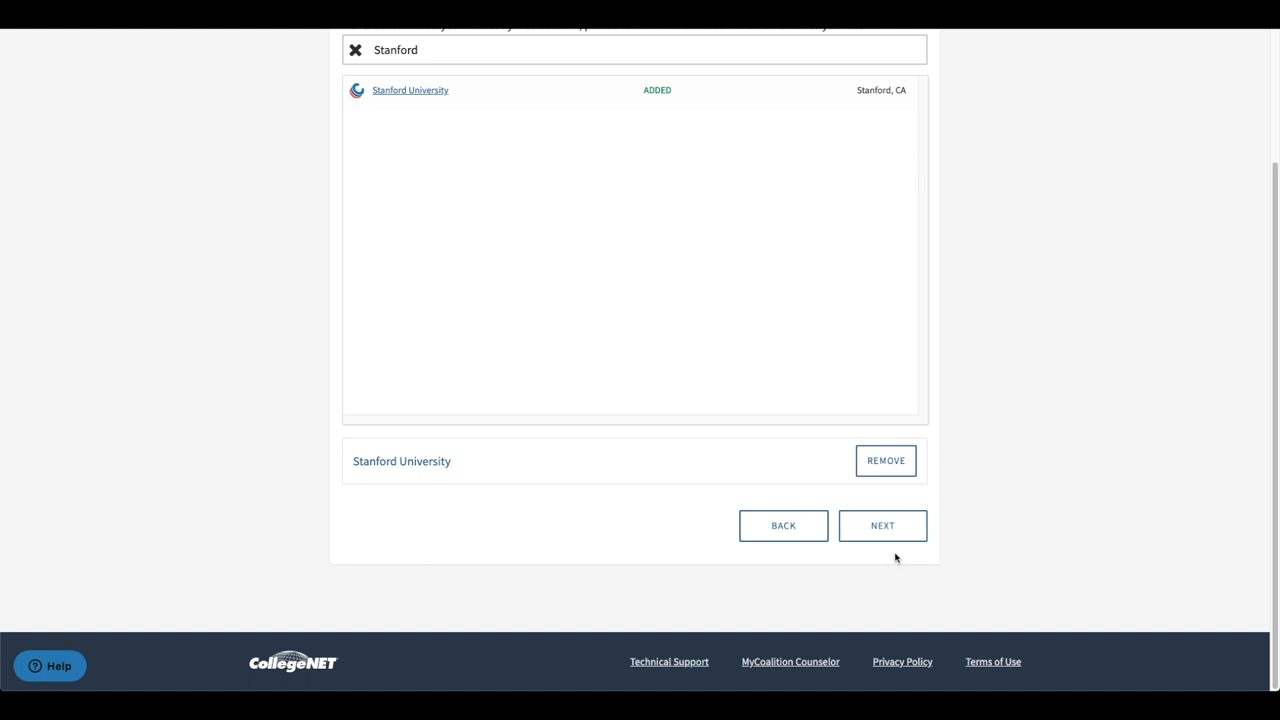 Stanford
Stanford University ADDED Stanford, CA
Stanford University REMOVE
BACK NEXT
Help CollegeNET Technical Support MyCoalition Counselor Privacy Policy Terms of Use